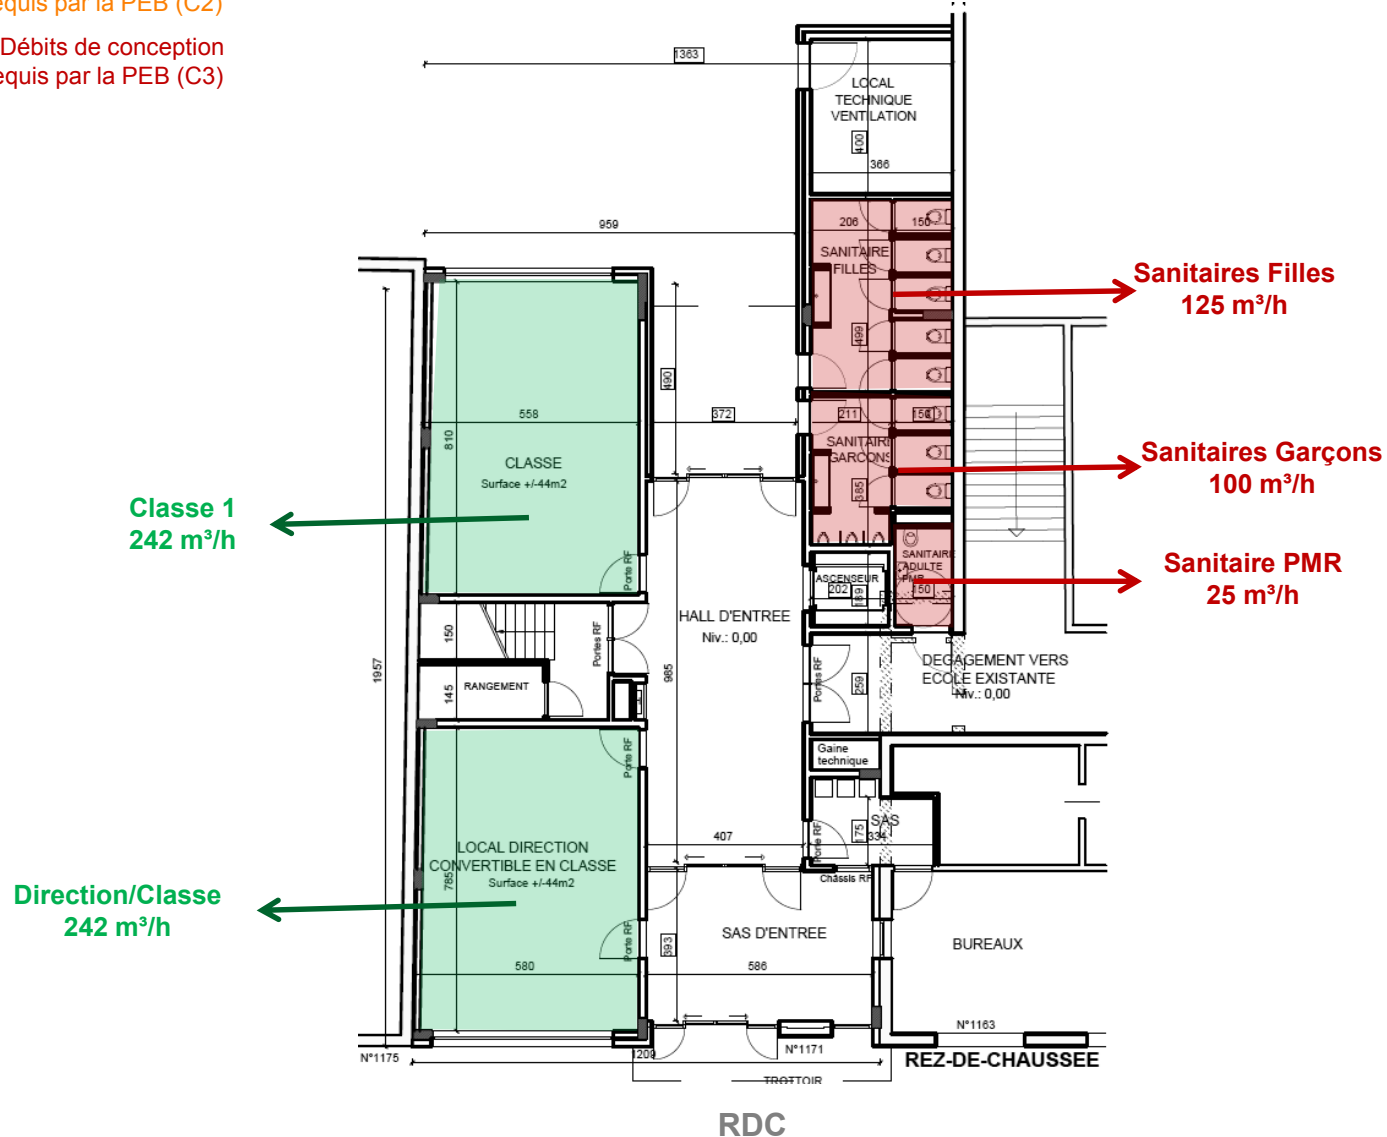 equis par la PEB (C2)
Débits de conception
equis par la PEB (C3)
1363
LOCAL
TECHNIQUE
VENTILATION
400
366
959
206
150
SANITAIRE
FILLES
499
Sanitaires Filles
125 m³/h
490
558
372
211
150
810
SANITAIRE
GARCONS
385
CLASSE
Surface +/-44m2
Sanitaires Garçons
100 m³/h
Classe 1
242 m³/h
Porte RF
SANITAIRE
ADULTE
PMR
ASCENSEUR
202
189
150
Sanitaire PMR
25 m³/h
HALL D'ENTREE
Niv.: 0,00
150
Portes RF
1957
985
145
RANGEMENT
Portes RF
259
DEGAGEMENT VERS
ECOLE EXISTANTE
Niv.: 0,00
Porte RF
Gaine
technique
SAS
175
334
Porte RF
407
LOCAL DIRECTION
CONVERTIBLE EN CLASSE
Surface +/-44m2
785
Châssis RF
Direction/Classe
242 m³/h
Porte RF
393
SAS D'ENTREE
BUREAUX
580
586
N°1163
N°1175
1209
N°1171
REZ-DE-CHAUSSEE
TROTTOIR
RDC